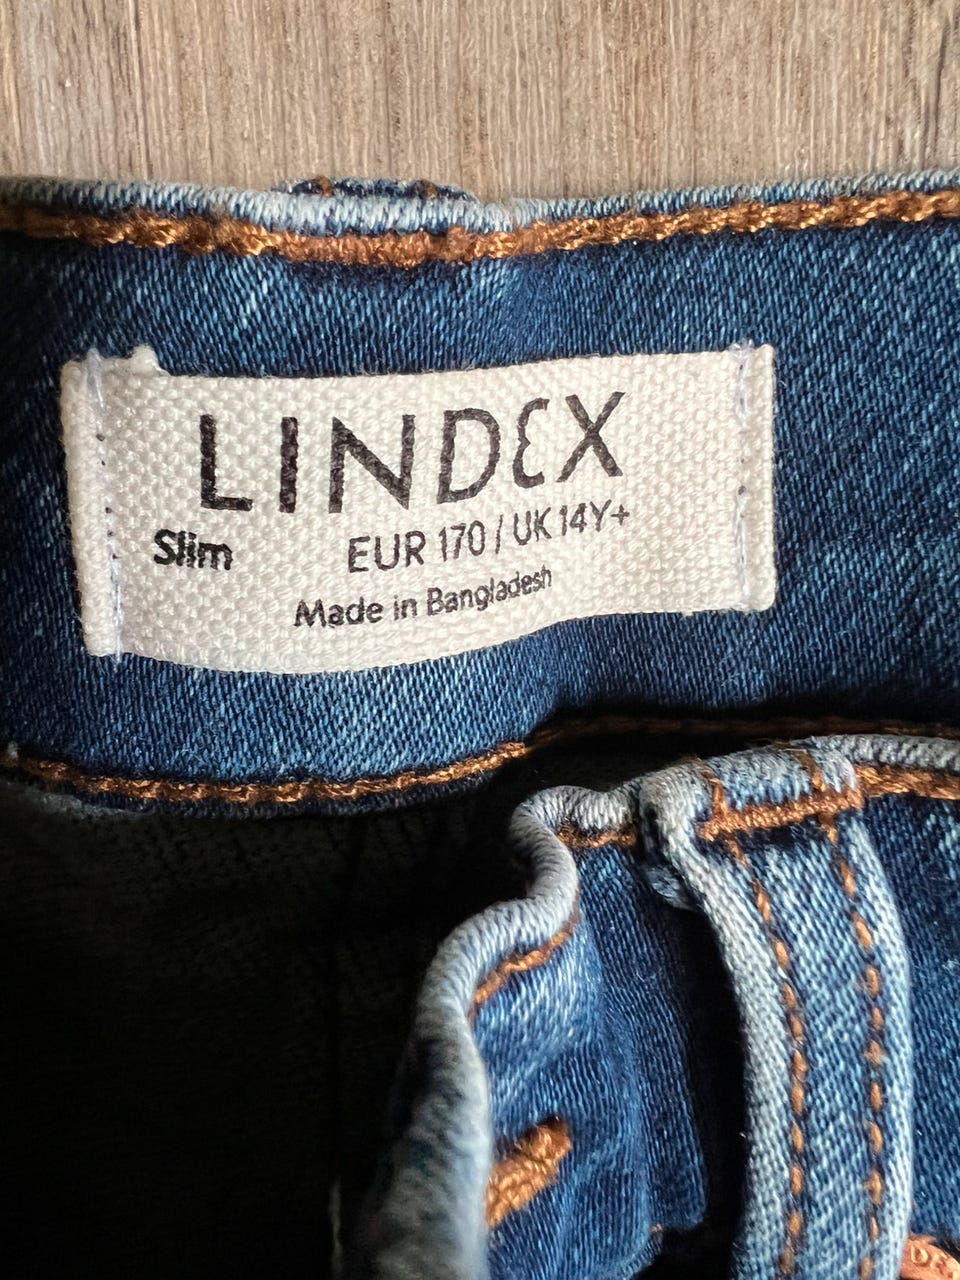 LINDEX
Slim EUR 170 / UK 14Y+
Made in Bangladesh